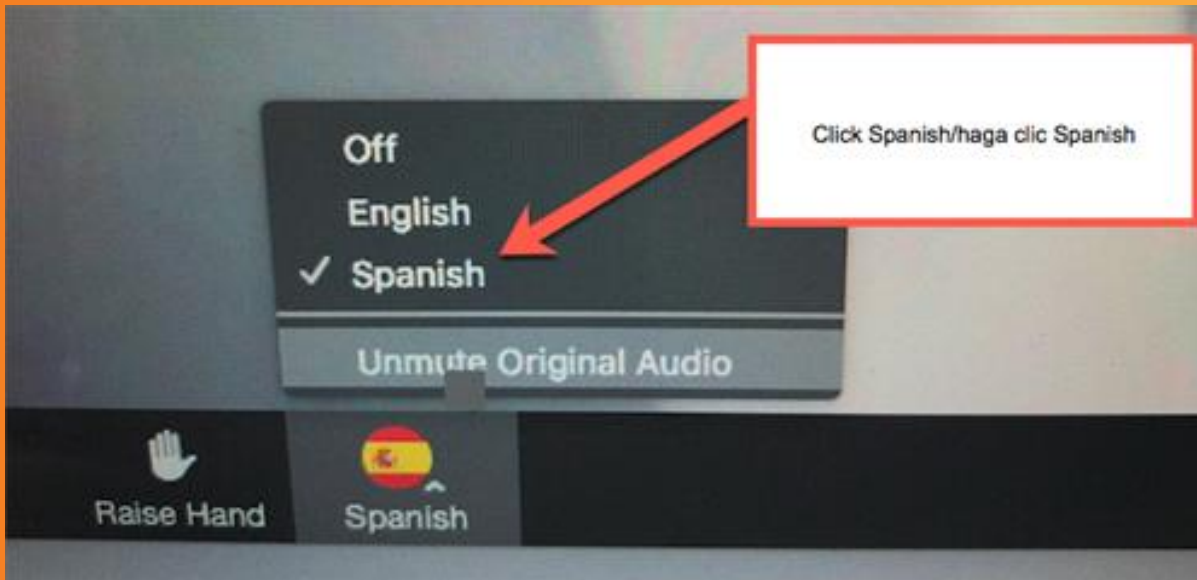 Click Spanish/haga clic Spanish
Off
English
Spanish
Unmute Original Audio
Raise Hand
Spanish